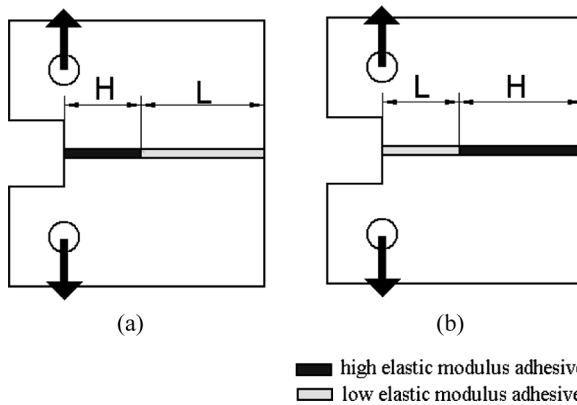 H L
L H
(a) (b)
high elastic modulus adhesive
low elastic modulus adhesive